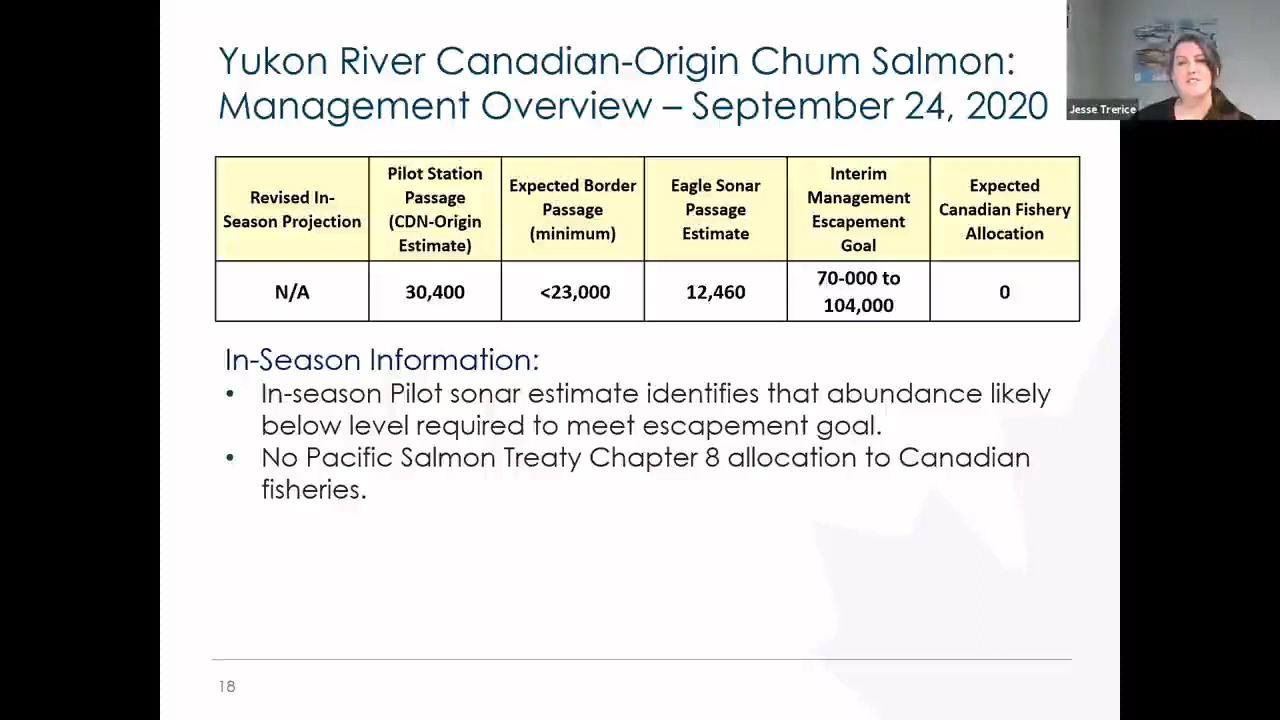 Yukon River Canadian-Origin Chum Salmon:
Management Overview – September 24, 2020
Jesse Trerice
Revised In-
Season Projection
Pilot Station
Passage
(CDN-Origin
Estimate)
Expected Border
Passage
(minimum)
Eagle Sonar
Passage
Estimate
Interim
Management
Escapement
Goal
Expected
Canadian Fishery
Allocation
N/A
30,400
<23,000
12,460
70-000 to
104,000
0
In-Season Information:
• In-season Pilot sonar estimate identifies that abundance likely
below level required to meet escapement goal.
• No Pacific Salmon Treaty Chapter 8 allocation to Canadian
fisheries.
18